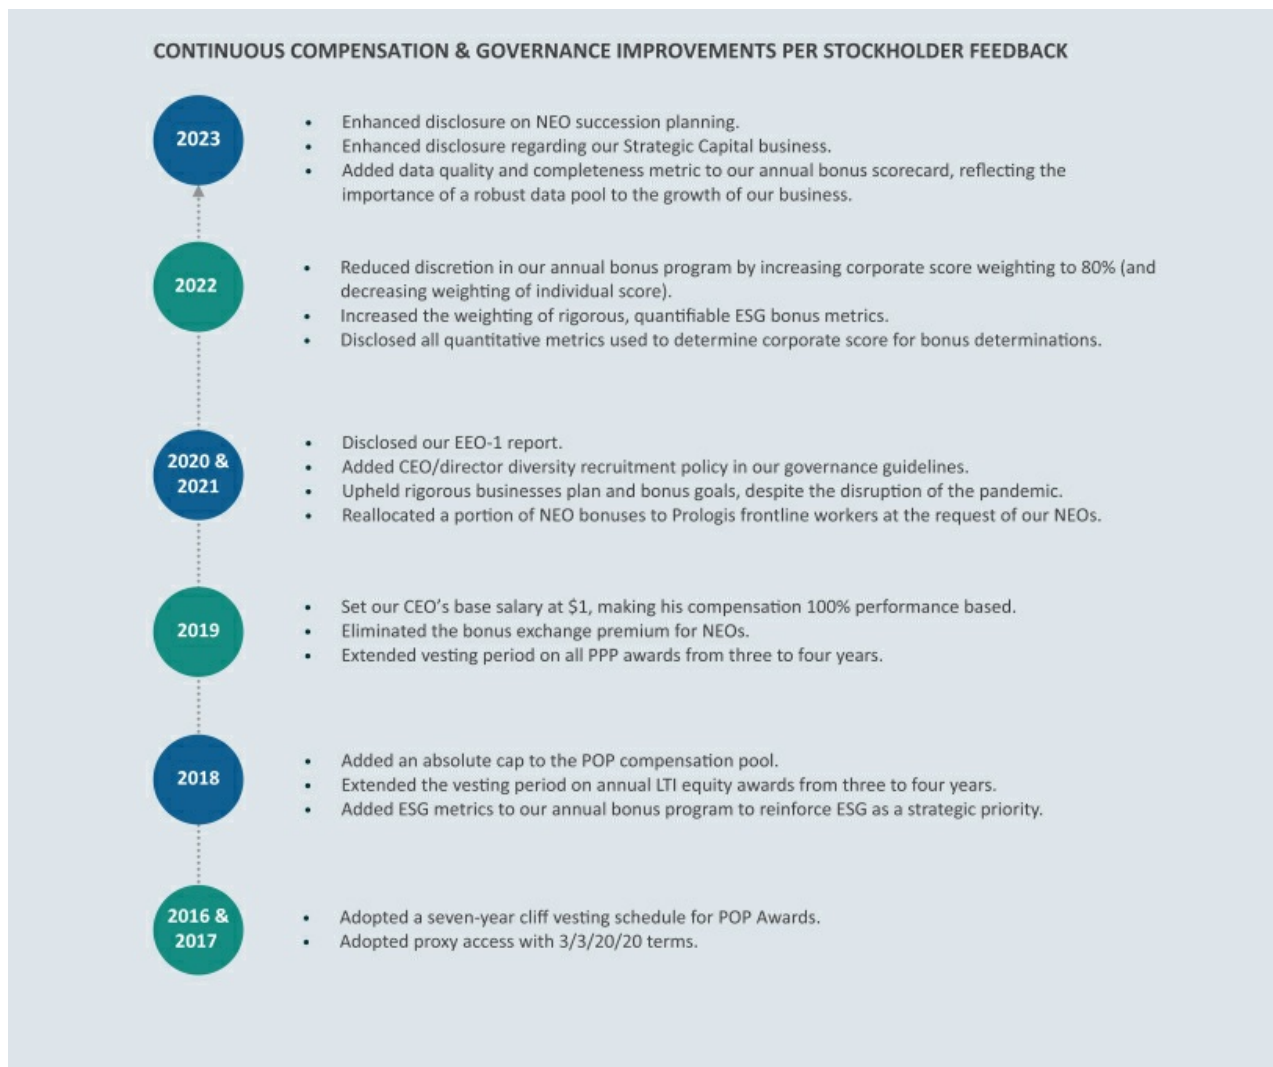 CONTINUOUS COMPENSATION & GOVERNANCE IMPROVEMENTS PER STOCKHOLDER FEEDBACK
2023
• Enhanced disclosure on NEO succession planning.
• Enhanced disclosure regarding our Strategic Capital business.
• Added data quality and completeness metric to our annual bonus scorecard, reflecting the
importance of a robust data pool to the growth of our business.
2022
• Reduced discretion in our annual bonus program by increasing corporate score weighting to 80% (and
decreasing weighting of individual score).
• Increased the weighting of rigorous, quantifiable ESG bonus metrics.
• Disclosed all quantitative metrics used to determine corporate score for bonus determinations.
2020 &
2021
• Disclosed our EEO-1 report.
• Added CEO/director diversity recruitment policy in our governance guidelines.
• Upheld rigorous businesses plan and bonus goals, despite the disruption of the pandemic.
• Reallocated a portion of NEO bonuses to Prologis frontline workers at the request of our NEOs.
2019
• Set our CEO’s base salary at $1, making his compensation 100% performance based.
• Eliminated the bonus exchange premium for NEOs.
• Extended vesting period on all PPP awards from three to four years.
2018
• Added an absolute cap to the POP compensation pool.
• Extended the vesting period on annual LTI equity awards from three to four years.
• Added ESG metrics to our annual bonus program to reinforce ESG as a strategic priority.
2016 &
2017
• Adopted a seven-year cliff vesting schedule for POP Awards.
• Adopted proxy access with 3/3/20/20 terms.